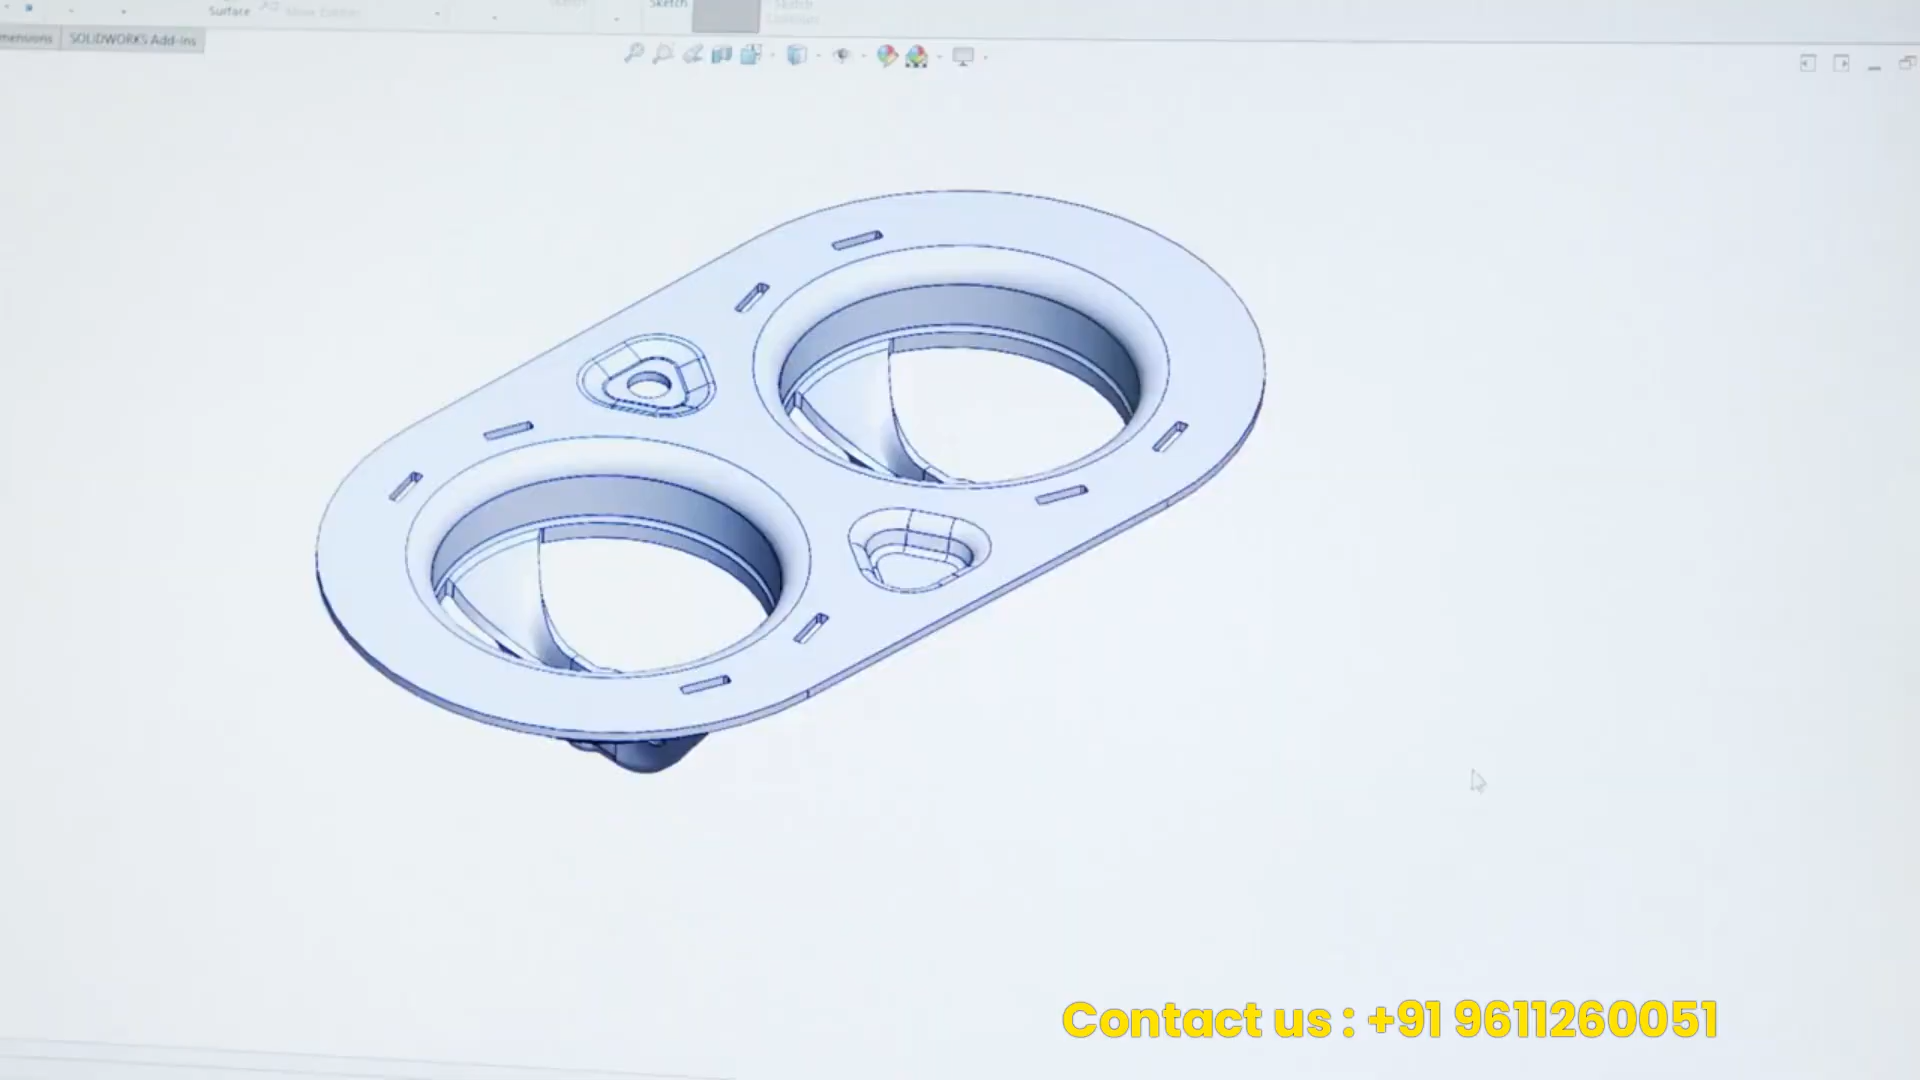 Surface
Sketch
mensions SOLIDWORKS Add-Ins
Contact us : +91 9611260051